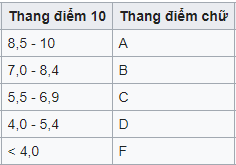 Thang điểm 10 Thang điểm chữ
8,5 - 10 A
7,0 - 8,4 B
5,5 - 6,9 C
4,0 - 5,4 D
< 4,0 F